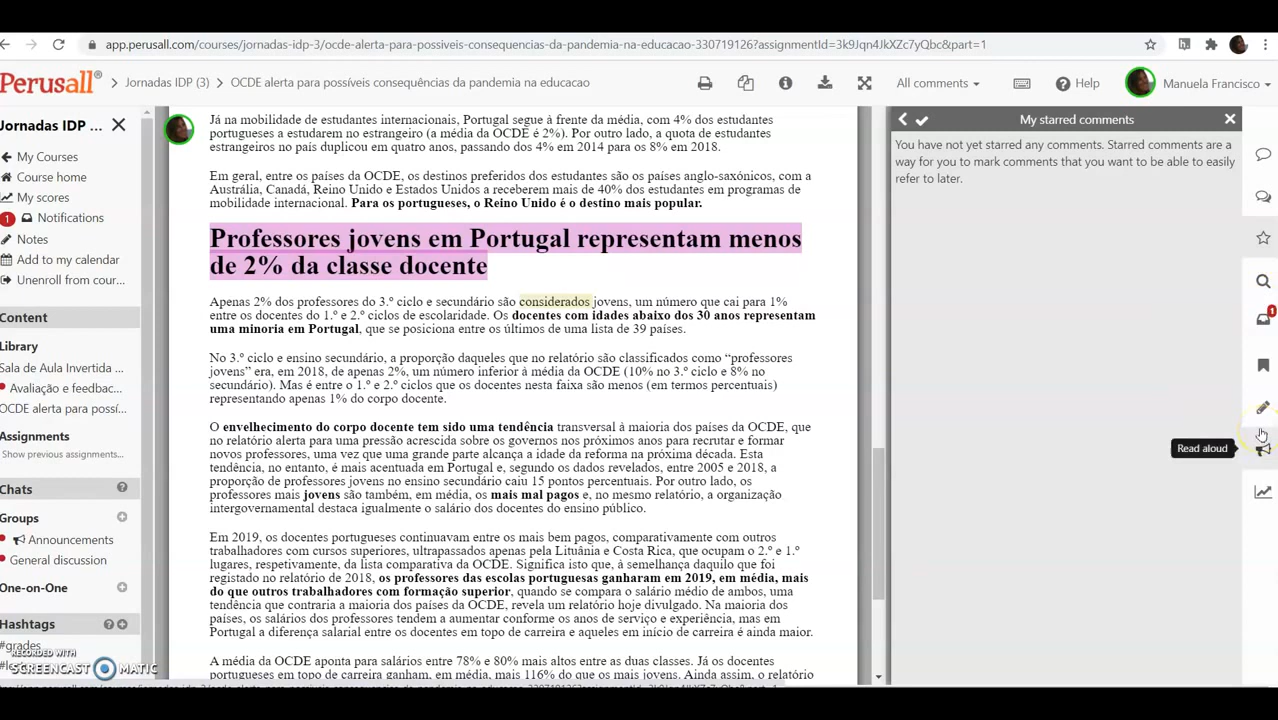 app.perusall.com/courses/jornadas-idp-3/ocde-alerta-para-possiveis-consequencias-da-pandemia-na-educacao-330719126?assignmentId=3k9Jqn4JkXZc7yQbc&part=1
Perusall®
Jornadas IDP (3)
OCDE alerta para possíveis consequências da pandemia na educacao
All comments
Help
Manuela Francisco
Jornadas IDP ...
My Courses
Course home
My scores
1 Notifications
Notes
Add to my calendar
Unenroll from cour...
Content
Library
Sala de Aula Invertida
Avaliação e feedbac...
OCDE alerta para possí...
Assignments
Show previous assignments...
Chats
Groups
Announcements
General discussion
One-on-One
Hashtags
#grades
RECORDED WITH
SCREENCAST MATIC
Já na mobilidade de estudantes internacionais, Portugal segue à frente da média, com 4% dos estudantes
portugueses a estudarem no estrangeiro (a média da OCDE é 2%). Por outro lado, a quota de estudantes
estrangeiros no país duplicou em quatro anos, passando dos 4% em 2014 para os 8% em 2018.
Em geral, entre os países da OCDE, os destinos preferidos dos estudantes são os países anglo-saxónicos, com a
Austrália, Canadá, Reino Unido e Estados Unidos a receberem mais de 40% dos estudantes em programas de
mobilidade internacional. Para os portugueses, o Reino Unido é o destino mais popular.
Professores jovens em Portugal representam menos
de 2% da classe docente
Apenas 2% dos professores do 3.º ciclo e secundário são considerados jovens, um número que cai para 1%
entre os docentes do 1.º e 2.º ciclos de escolaridade. Os docentes com idades abaixo dos 30 anos representam
uma minoria em Portugal, que se posiciona entre os últimos de uma lista de 39 países.
No 3.º ciclo e ensino secundário, a proporção daqueles que no relatório são classificados como “professores
jovens” era, em 2018, de apenas 2%, um número inferior à média da OCDE (10% no 3.º ciclo e 8% no
secundário). Mas é entre o 1.º e 2.º ciclos que os docentes nesta faixa são menos (em termos percentuais)
representando apenas 1% do corpo docente.
O envelhecimento do corpo docente tem sido uma tendência transversal à maioria dos países da OCDE, que
no relatório alerta para uma pressão acrescida sobre os governos nos próximos anos para recrutar e formar
novos professores, uma vez que uma grande parte alcança a idade da reforma na próxima década. Esta
tendência, no entanto, é mais acentuada em Portugal e, segundo os dados revelados, entre 2005 e 2018, a
proporção de professores jovens no ensino secundário caiu 15 pontos percentuais. Por outro lado, os
professores mais jovens são também, em média, os mais mal pagos e, no mesmo relatório, a organização
intergovernamental destaca igualmente o salário dos docentes do ensino público.
Em 2019, os docentes portugueses continuavam entre os mais bem pagos, comparativamente com outros
trabalhadores com cursos superiores, ultrapassados apenas pela Lituânia e Costa Rica, que ocupam o 2.º e 1.º
lugares, respetivamente, da lista comparativa da OCDE. Significa isto que, à semelhança daquilo que foi
registado no relatório de 2018, os professores das escolas portuguesas ganharam em 2019, em média, mais
do que outros trabalhadores com formação superior, quando se compara o salário médio de ambos, uma
tendência que contraria a maioria dos países da OCDE, revela um relatório hoje divulgado. Na maioria dos
países, os salários dos professores tendem a aumentar conforme os anos de serviço e experiência, mas em
Portugal a diferença salarial entre os docentes em topo de carreira e aqueles em início de carreira é ainda maior.
A média da OCDE aponta para salários entre 78% e 80% mais altos entre as duas classes. Já os docentes
portugueses em topo de carreira ganham, em média, mais 116% do que os mais jovens. Ainda assim, o relatório
My starred comments
You have not yet starred any comments. Starred comments are a
way for you to mark comments that you want to be able to easily
refer to later.
1
Read aloud